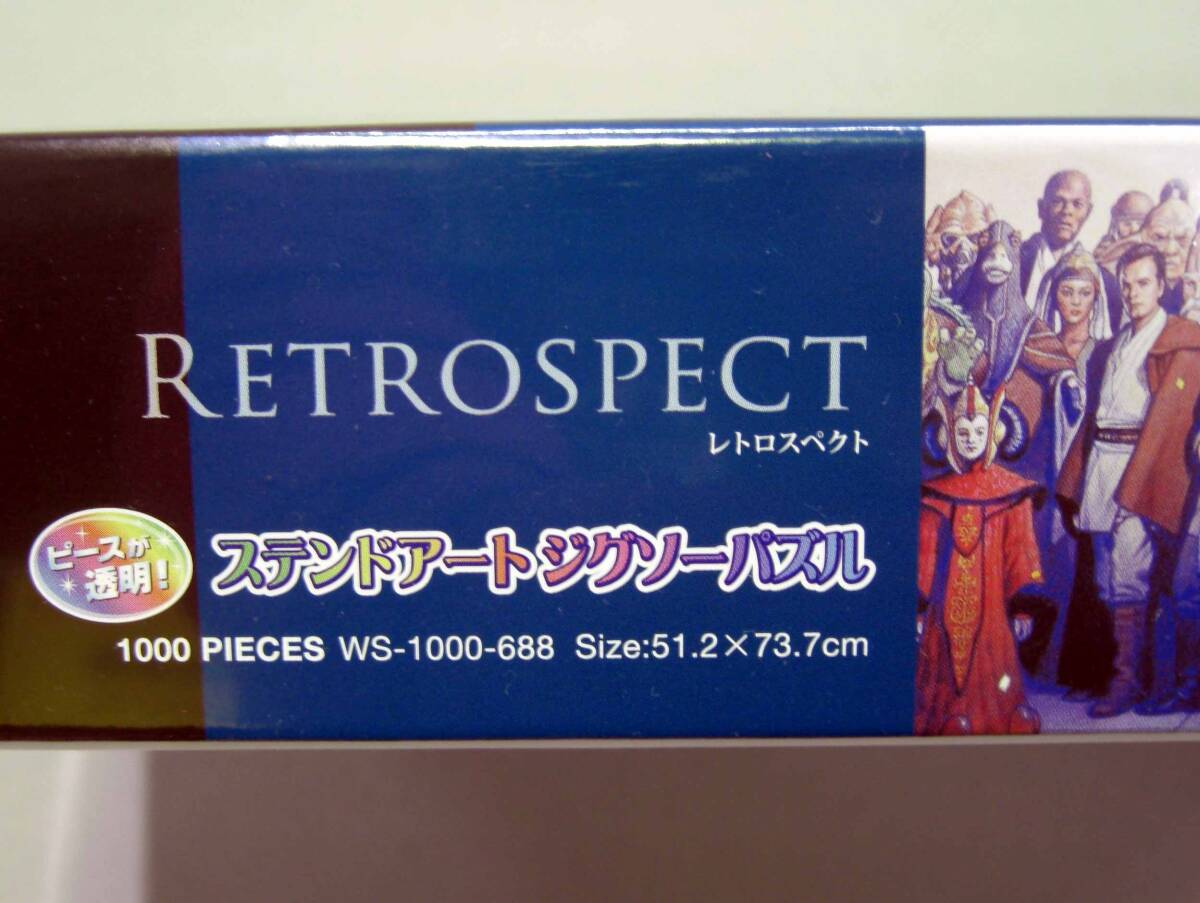 RETROSPECT
レトロスペクト
ピースが
透明!
ステンドアート ジグソーパズル
1000 PIECES WS-1000-688 Size:51.2×73.7cm